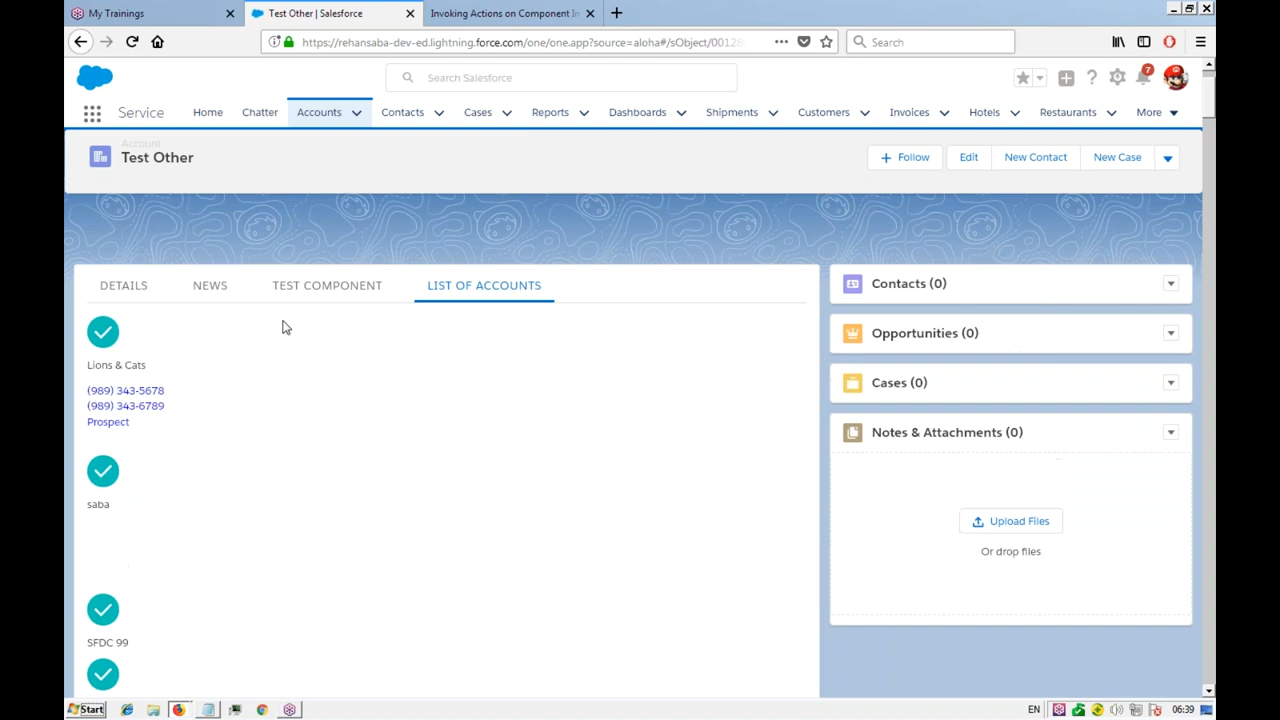 My Trainings
Test Other | Salesforce
Invoking Actions on Component In
https://rehansaba-dev-ed.lightning.force.com/one/one.app?source=aloha#/sObject/00128
Search
Search Salesforce
7
Service
Home
Chatter
Accounts
Contacts
Cases
Reports
Dashboards
Shipments
Customers
Invoices
Hotels
Restaurants
More
Account
Test Other
+ Follow
Edit
New Contact
New Case
DETAILS
NEWS
TEST COMPONENT
LIST OF ACCOUNTS
Lions & Cats
(989) 343-5678
(989) 343-6789
Prospect
saba
SFDC 99
Contacts (0)
Opportunities (0)
Cases (0)
Notes & Attachments (0)
Upload Files
Or drop files
Start
EN
06:39